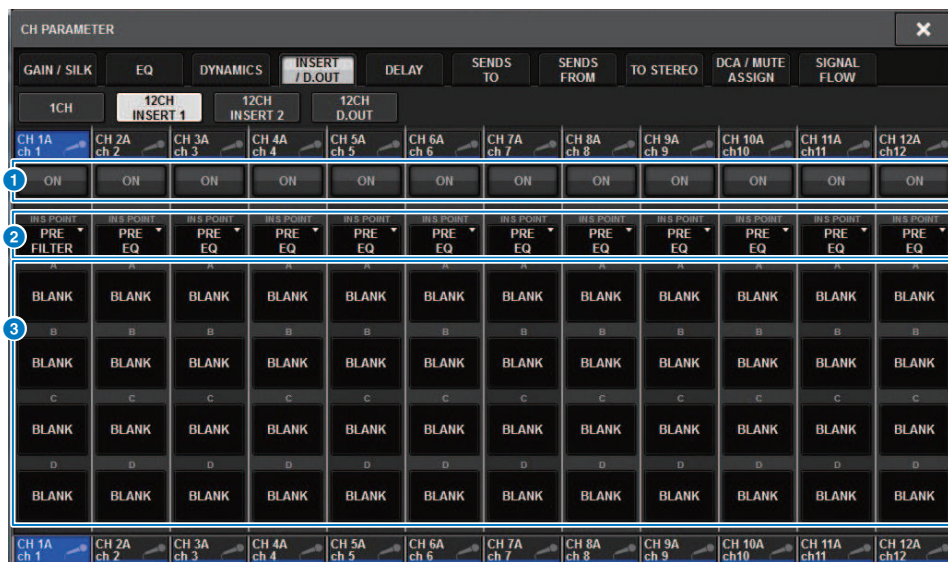 CH PARAMETER
GAIN / SILK EQ DYNAMICS INSERT / D.OUT DELAY SENDS TO SENDS FROM TO STEREO DCA / MUTE ASSIGN SIGNAL FLOW
1CH 12CH INSERT 1 12CH INSERT 2 12CH D.OUT
CH 1A CH 2A CH 3A CH 4A CH 5A CH 6A CH 7A CH 8A CH 9A CH 10A CH 11A CH 12A
ch 1 ch 2 ch 3 ch 4 ch 5 ch 6 ch 7 ch 8 ch 9 ch10 ch11 ch12
1 ON ON ON ON ON ON ON ON ON ON ON ON
INS POINT INS POINT INS POINT INS POINT INS POINT INS POINT INS POINT INS POINT INS POINT INS POINT INS POINT INS POINT
2 PRE PRE PRE PRE PRE PRE PRE PRE PRE PRE PRE PRE
FILTER EQ EQ EQ EQ EQ EQ EQ EQ EQ EQ EQ
A A A A A A A A A A A A
BLANK BLANK BLANK BLANK BLANK BLANK BLANK BLANK BLANK BLANK BLANK BLANK
3 B B B B B B B B B B B B
BLANK BLANK BLANK BLANK BLANK BLANK BLANK BLANK BLANK BLANK BLANK BLANK
C C C C C C C C C C C C
BLANK BLANK BLANK BLANK BLANK BLANK BLANK BLANK BLANK BLANK BLANK BLANK
D D D D D D D D D D D D
BLANK BLANK BLANK BLANK BLANK BLANK BLANK BLANK BLANK BLANK BLANK BLANK
CH 1A CH 2A CH 3A CH 4A CH 5A CH 6A CH 7A CH 8A CH 9A CH 10A CH 11A CH 12A
ch 1 ch 2 ch 3 ch 4 ch 5 ch 6 ch 7 ch 8 ch 9 ch10 ch11 ch12